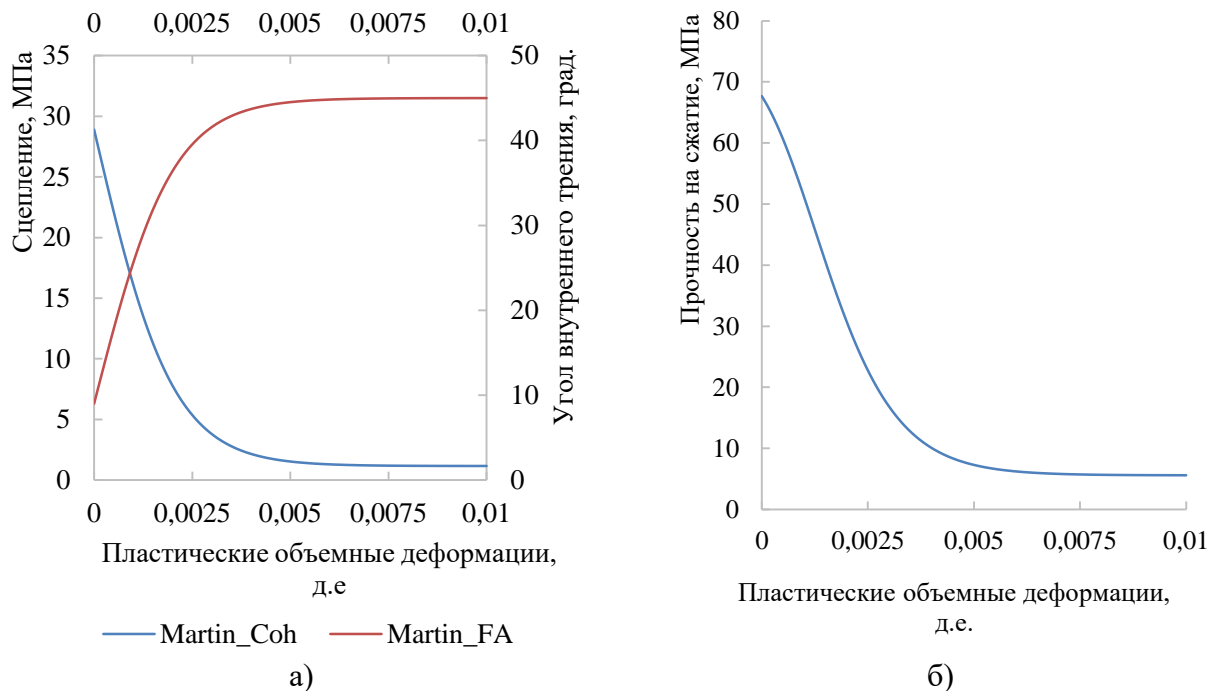 0 0,0025 0,005 0,0075 0,01
Сцепление, МПа
35
30
25
20
15
10
5
0
Угол внутреннего трения, град.
50
40
30
20
10
0
0 0,0025 0,005 0,0075 0,01
Пластические объемные деформации,
д.е
Martin_Coh Martin_FA
а)
Прочность на сжатие, МПа
80
70
60
50
40
30
20
10
0
0 0,0025 0,005 0,0075 0,01
Пластические объемные деформации,
д.е.
б)